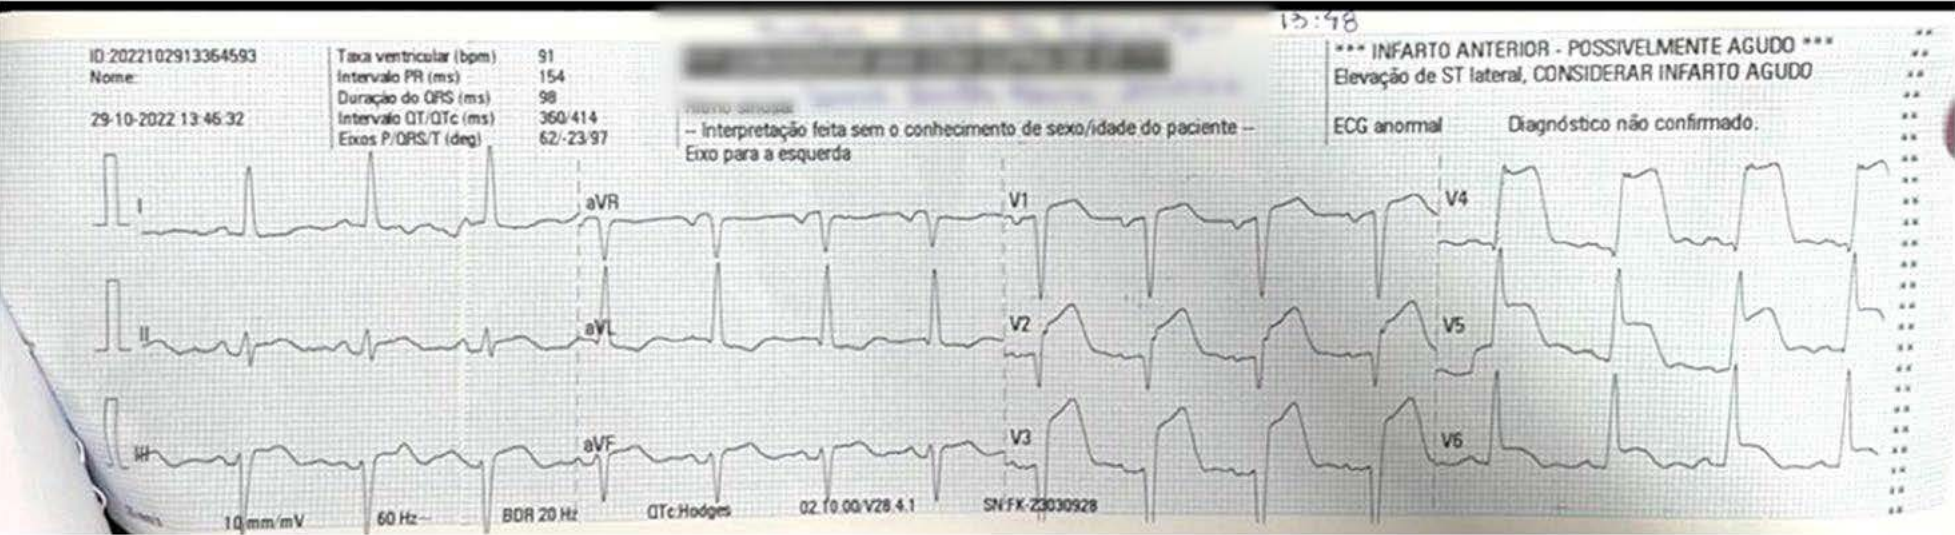 13:48
ID:2022102913364593
Nome:
29-10-2022 13:46:32
Taxa ventricular (bpm) 91
Intervalo PR (ms) 154
Duração do QRS (ms) 98
Intervalo QT/QTc (ms) 360/414
Eixos P/QRS/T (deg) 62/-23/97
Ritmo sinusal
-- Interpretação feita sem o conhecimento de sexo/idade do paciente --
Eixo para a esquerda
*** INFARTO ANTERIOR - POSSIVELMENTE AGUDO ***
Elevação de ST lateral, CONSIDERAR INFARTO AGUDO
ECG anormal Diagnóstico não confirmado.
I aVR V1 V4
II aVL V2 V5
III aVF V3 V6
10 mm/mV 60 Hz BDR 20 Hz QTc:Hodges 02.10.00/V28.4.1 SN:FK-23030928